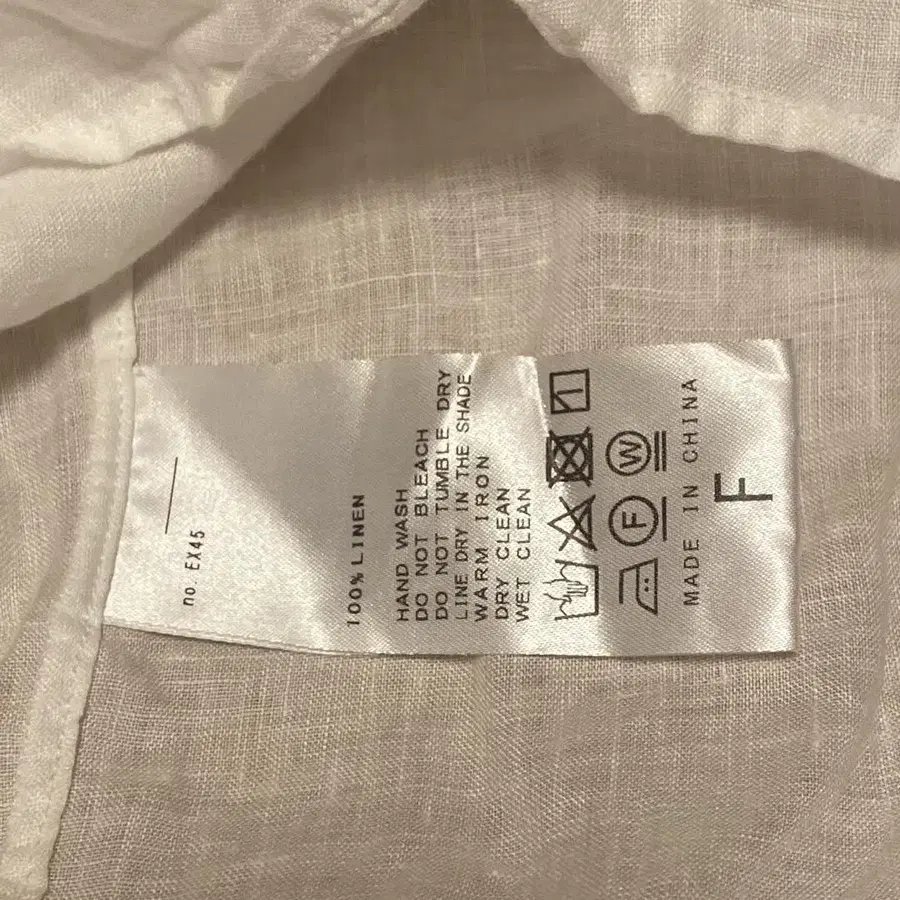 no. EX45
100% LINEN
HAND WASH
DO NOT BLEACH
DO NOT TUMBLE DRY
LINE DRY IN THE SHADE
WARM IRON
DRY CLEAN
WET CLEAN
F W
MADE IN CHINA
F